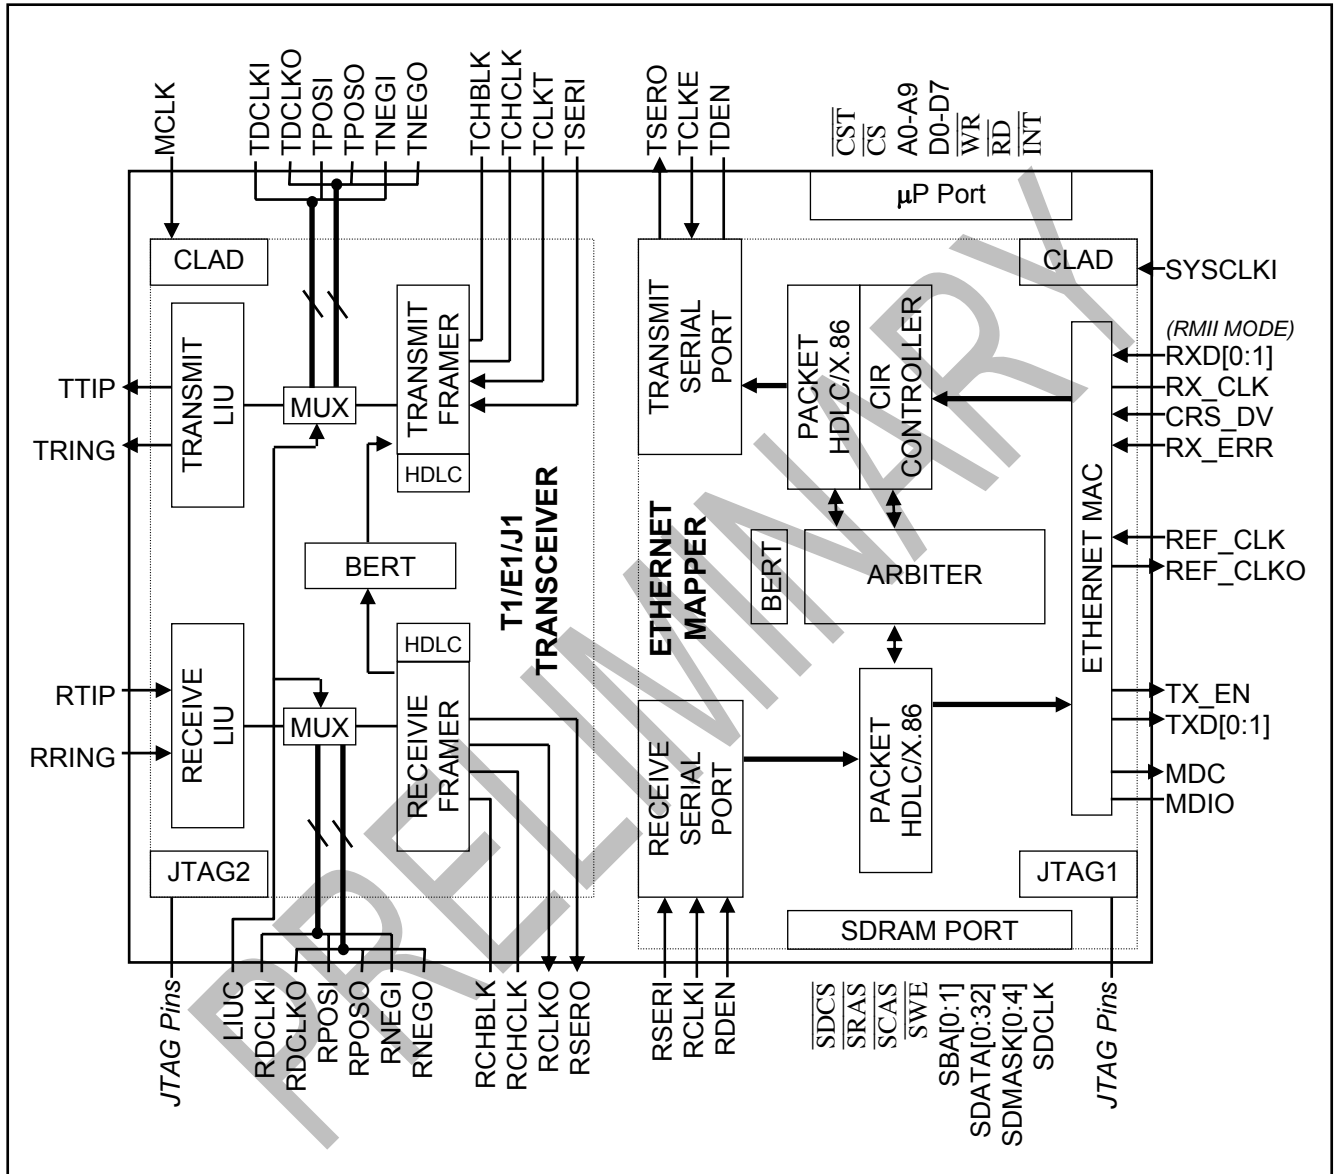 MCLK
TDCLKI
TDCLKO
TPOSI
TPOSO
TNEGI
TNEGO
TCHBLK
TCHCLK
TCLKT
TSERI
TSERO
TCLKE
TDEN
CST
CS
A0-A9
D0-D7
WR
RD
INT
µP Port
CLAD
CLAD
SYSCLKI
TRANSMIT
LIU
MUX
TRANSMIT
FRAMER
HDLC
TRANSMIT
SERIAL
PORT
PACKET
HDLC/X.86
CIR
CONTROLLER
(RMII MODE)
RXD[0:1]
RX_CLK
CRS_DV
RX_ERR
TTIP
TRING
BERT
T1/E1/J1
TRANSCEIVER
ETHERNET
MAPPER
BERT
ARBITER
ETHERNET MAC
REF_CLK
REF_CLKO
RTIP
RRING
RECEIVE
LIU
MUX
HDLC
RECEIVIE
FRAMER
RECEIVE
SERIAL
PORT
PACKET
HDLC/X.86
TX_EN
TXD[0:1]
MDC
MDIO
JTAG2
JTAG1
SDRAM PORT
JTAG Pins
LIUC
RDCLKI
RDCLKO
RPOSI
RPOSO
RNEGI
RNEGO
RCHBLK
RCHCLK
RCLKO
RSERO
RSERI
RCLKI
RDEN
SDCS
SRAS
SCAS
SWE
SBA[0:1]
SDATA[0:32]
SDMASK[0:4]
SDCLK
JTAG Pins
PRELIMINARY